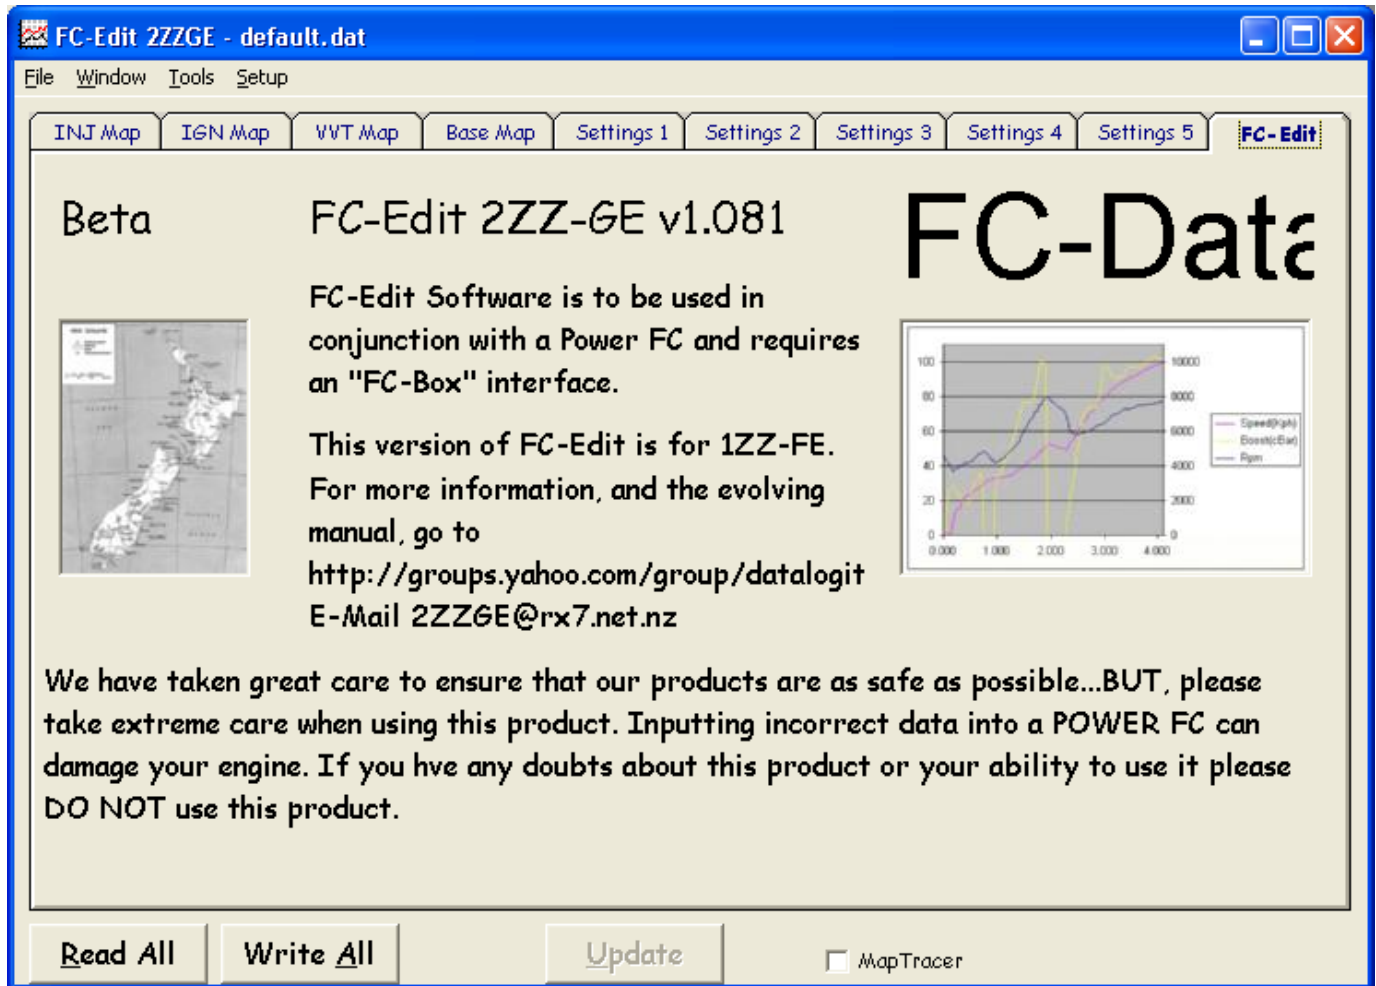 FC-Edit 2ZZGE - default.dat
File Window Tools Setup
INJ Map IGN Map VVT Map Base Map Settings 1 Settings 2 Settings 3 Settings 4 Settings 5 FC-Edit
Beta
FC-Edit 2ZZ-GE v1.081
FC-Data
FC-Edit Software is to be used in
conjunction with a Power FC and requires
an "FC-Box" interface.
This version of FC-Edit is for 1ZZ-FE.
For more information, and the evolving
manual, go to
http://groups.yahoo.com/group/datalogit
E-Mail 2ZZGE@rx7.net.nz
100 10000
80 8000
60 6000
40 4000
20 2000
0 0
0.000 1.000 2.000 3.000 4.000
Speed(Kph)
Boost(cBar)
Rpm
We have taken great care to ensure that our products are as safe as possible...BUT, please
take extreme care when using this product. Inputting incorrect data into a POWER FC can
damage your engine. If you hve any doubts about this product or your ability to use it please
DO NOT use this product.
Read All Write All Update MapTracer